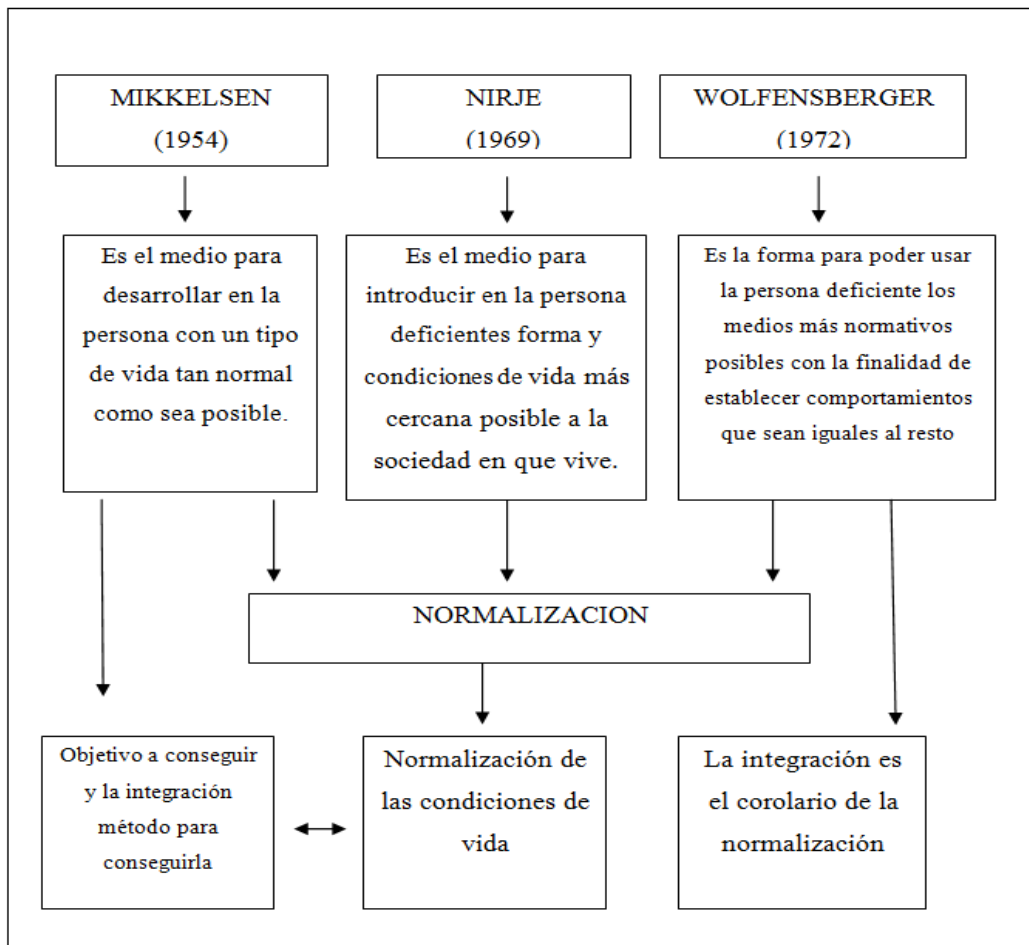 MIKKELSEN
(1954)
NIRJE
(1969)
WOLFENSBERGER
(1972)
Es el medio para
desarrollar en la
persona con un tipo
de vida tan normal
como sea posible.
Es el medio para
introducir en la persona
deficientes forma y
condiciones de vida más
cercana posible a la
sociedad en que vive.
Es la forma para poder usar
la persona deficiente los
medios más normativos
posibles con la finalidad de
establecer comportamientos
que sean iguales al resto
NORMALIZACION
Objetivo a conseguir
y la integración
método para
conseguirla
Normalización de
las condiciones de
vida
La integración es
el corolario de la
normalización